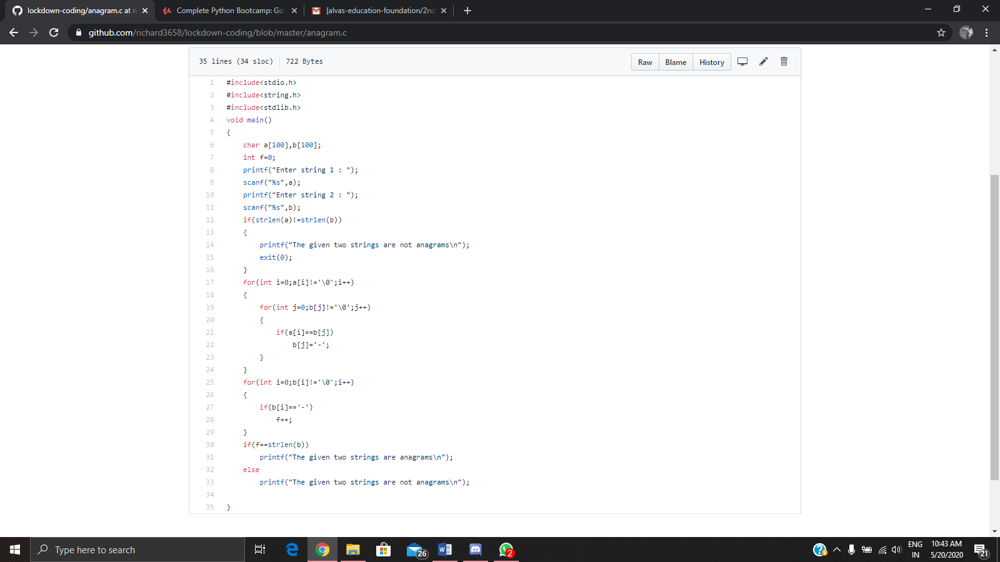 lockdown-coding/anagram.c at m
Complete Python Bootcamp: Go
[alvas-education-foundation/2nd
github.com/richard3658/lockdown-coding/blob/master/anagram.c
35 lines (34 sloc) 722 Bytes
Raw Blame History
1 #include<stdio.h>
2 #include<string.h>
3 #include<stdlib.h>
4 void main()
5 {
6     char a[100],b[100];
7     int f=0;
8     printf("Enter string 1 : ");
9     scanf("%s",a);
10     printf("Enter string 2 : ");
11     scanf("%s",b);
12     if(strlen(a)!=strlen(b))
13     {
14         printf("The given two strings are not anagrams\n");
15         exit(0);
16     }
17     for(int i=0;a[i]!='\0';i++)
18     {
19         for(int j=0;b[j]!='\0';j++)
20         {
21             if(a[i]==b[j])
22                 b[j]='-';
23         }
24     }
25     for(int i=0;b[i]!='\0';i++)
26     {
27         if(b[i]=='-')
28             f++;
29     }
30     if(f==strlen(b))
31         printf("The given two strings are anagrams\n");
32     else
33         printf("The given two strings are not anagrams\n");
34
35 }
Type here to search
26
2
ENG
IN
10:43 AM
5/20/2020
21